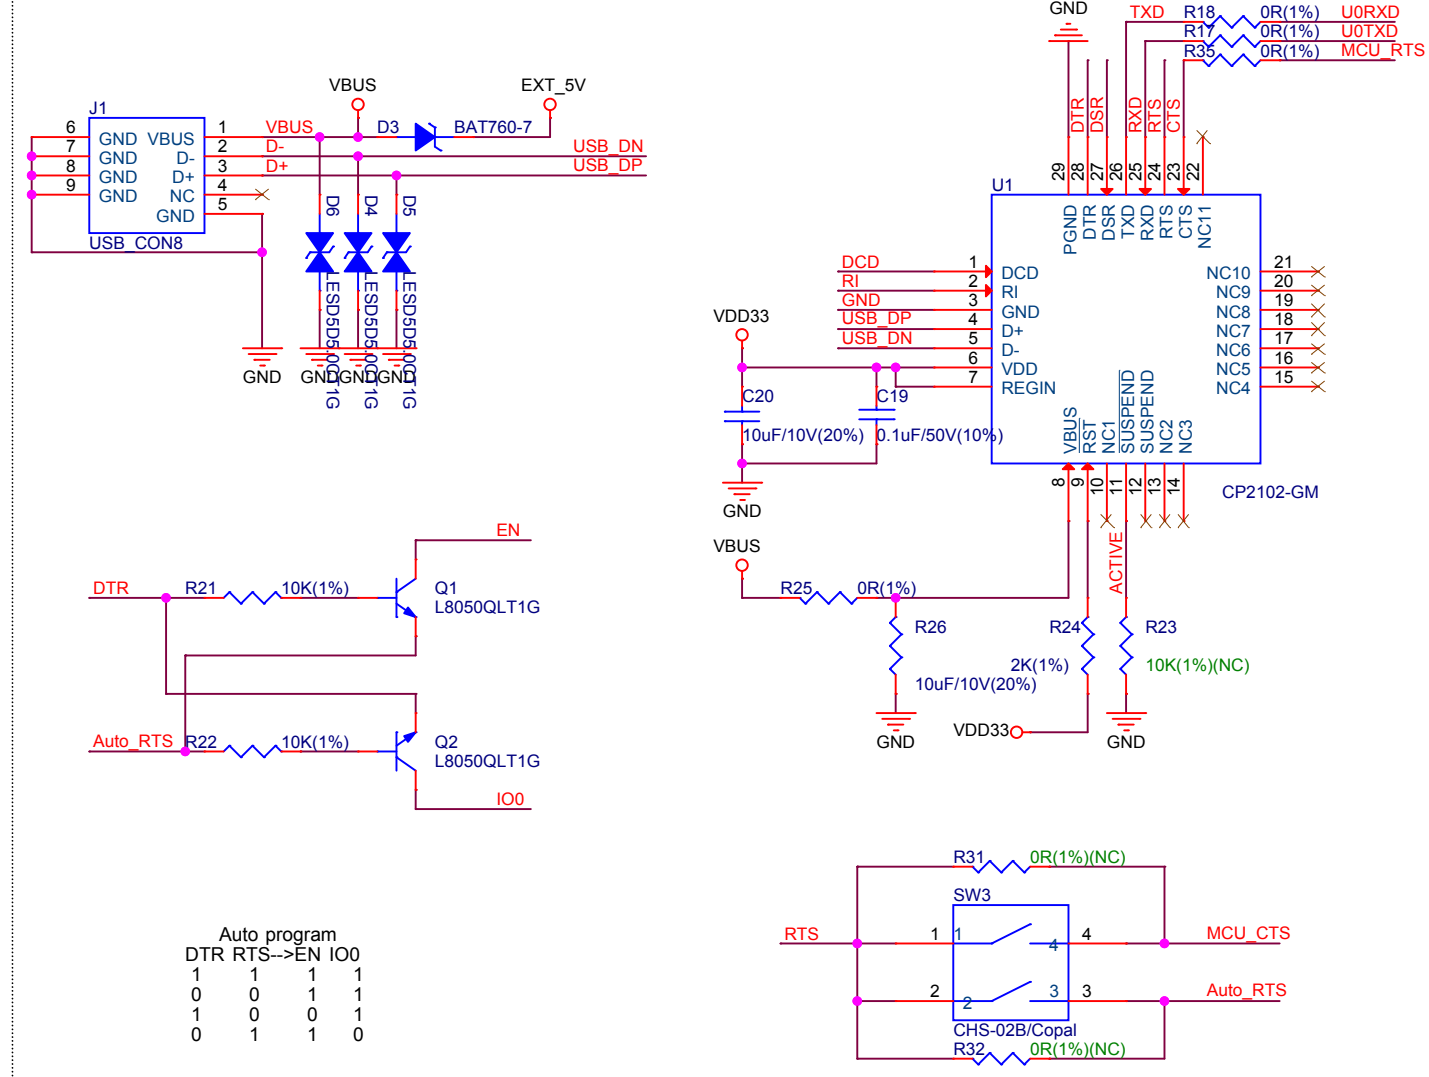 GND
TXD R18 0R(1%) U0RXD
R17 0R(1%) U0TXD
R35 0R(1%) MCU_RTS
DTR
DSR
RXD
RTS
CTS
VBUS EXT_5V
J1
6 GND VBUS 1 VBUS D3 BAT760-7
7 GND D- 2 D- USB_DN
8 GND D+ 3 D+ USB_DP
9 GND NC 4
GND 5
USB_CON8
D6 D4 D5
LESD5D5.0CT1G LESD5D5.0CT1G LESD5D5.0CT1G
GND GND GND GND
29 28 27 26 25 24 23 22
U1
PGND DTR DSR TXD RXD RTS CTS NC11
DCD 1 DCD NC10 21
RI 2 RI NC9 20
GND 3 GND NC8 19
USB_DP 4 D+ NC7 18
USB_DN 5 D- NC6 17
6 VDD NC5 16
7 REGIN NC4 15
VDD33
C20 C19
10uF/10V(20%) 0.1uF/50V(10%)
GND
VBUS RST NC1 SUSPEND SUSPEND NC2 NC3
8 9 10 11 12 13 14
CP2102-GM
EN
DTR R21 10K(1%) Q1
L8050QLT1G
Auto_RTS R22 10K(1%) Q2
L8050QLT1G
IO0
VBUS
R25 0R(1%)
ACTIVE
R26 R24 R23
2K(1%) 10K(1%)(NC)
10uF/10V(20%)
VDD33
GND GND
Auto program
DTR RTS-->EN IO0
1 1 1 1
0 0 1 1
1 0 0 1
0 1 1 0
R31 0R(1%)(NC)
SW3
RTS 1 1 4 4 MCU_CTS
2 2 3 3 Auto_RTS
CHS-02B/Copal
R32 0R(1%)(NC)